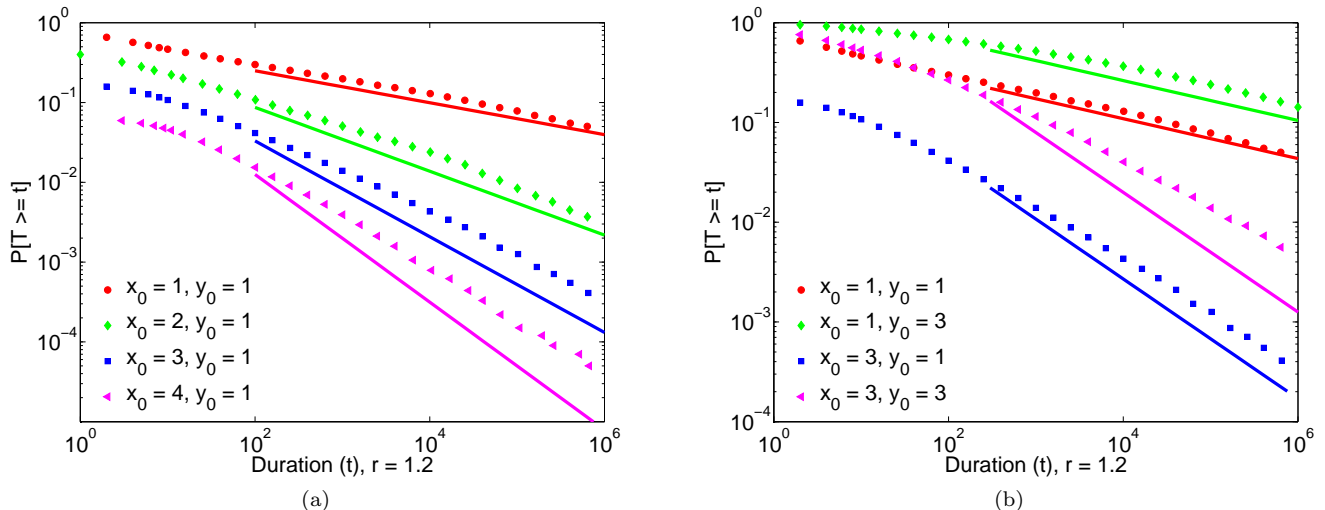 10^0
10^-1
10^-2
10^-3
10^-4
P[T >= t]
x_0 = 1, y_0 = 1
x_0 = 2, y_0 = 1
x_0 = 3, y_0 = 1
x_0 = 4, y_0 = 1
10^0 10^2 10^4 10^6
Duration (t), r = 1.2
(a)
10^0
10^-1
10^-2
10^-3
10^-4
P[T >= t]
x_0 = 1, y_0 = 1
x_0 = 1, y_0 = 3
x_0 = 3, y_0 = 1
x_0 = 3, y_0 = 3
10^0 10^2 10^4 10^6
Duration (t), r = 1.2
(b)